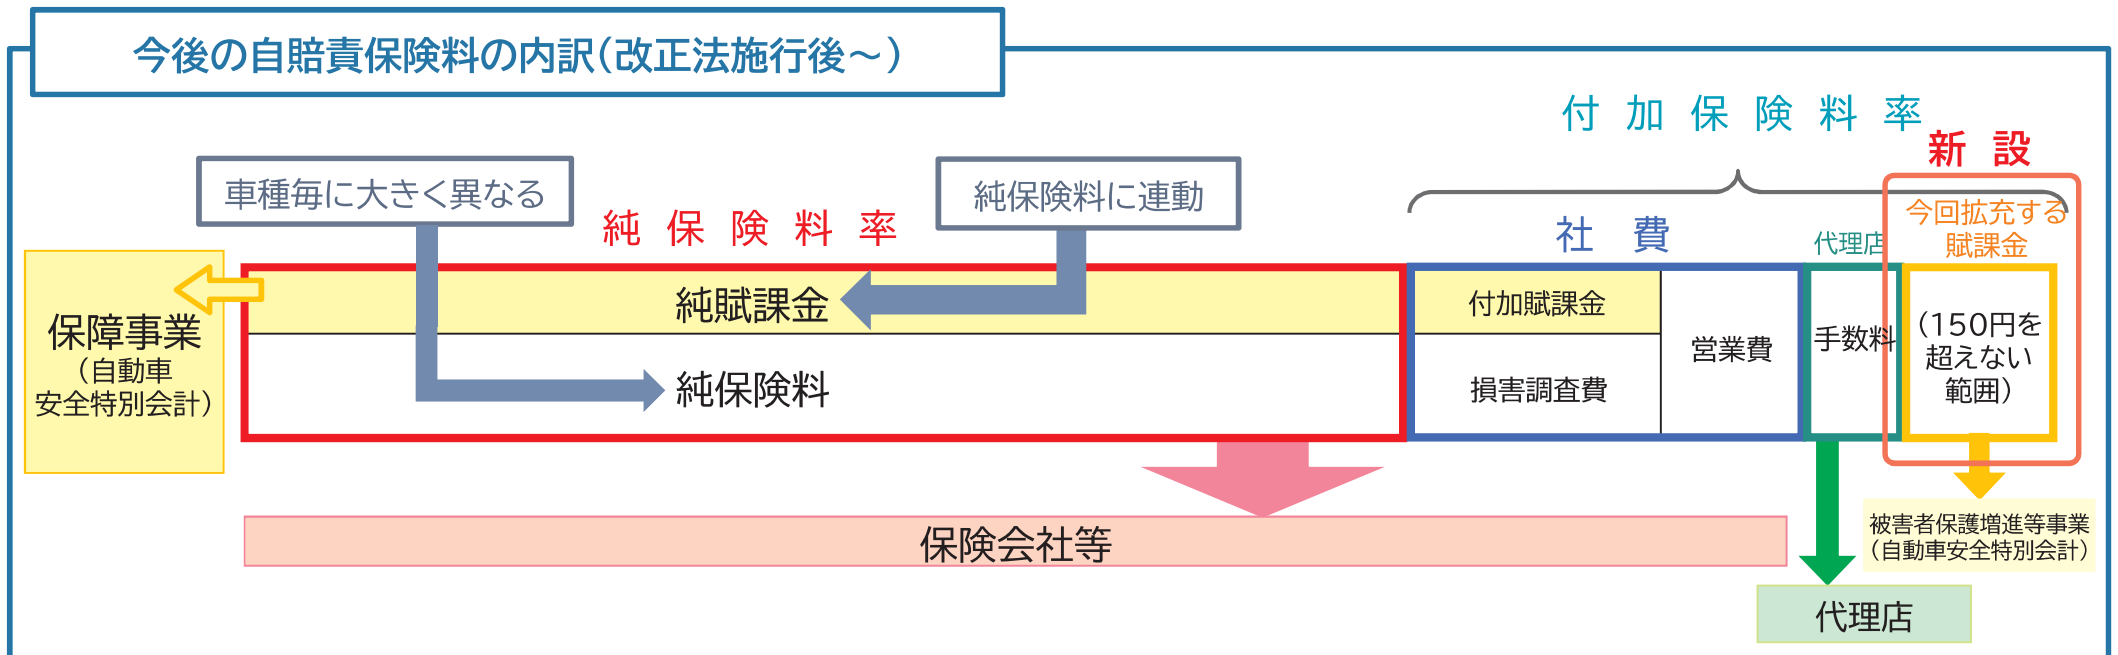 今後の自賠責保険料の内訳(改正法施行後～)
付加保険料率
新設
車種毎に大きく異なる
純保険料に連動
純保険料率
社費
代理店
今回拡充する
賦課金
保障事業
(自動車
安全特別会計)
純賦課金
純保険料
付加賦課金
損害調査費
営業費
手数料
(150円を
超えない
範囲)
保険会社等
被害者保護増進等事業
(自動車安全特別会計)
代理店